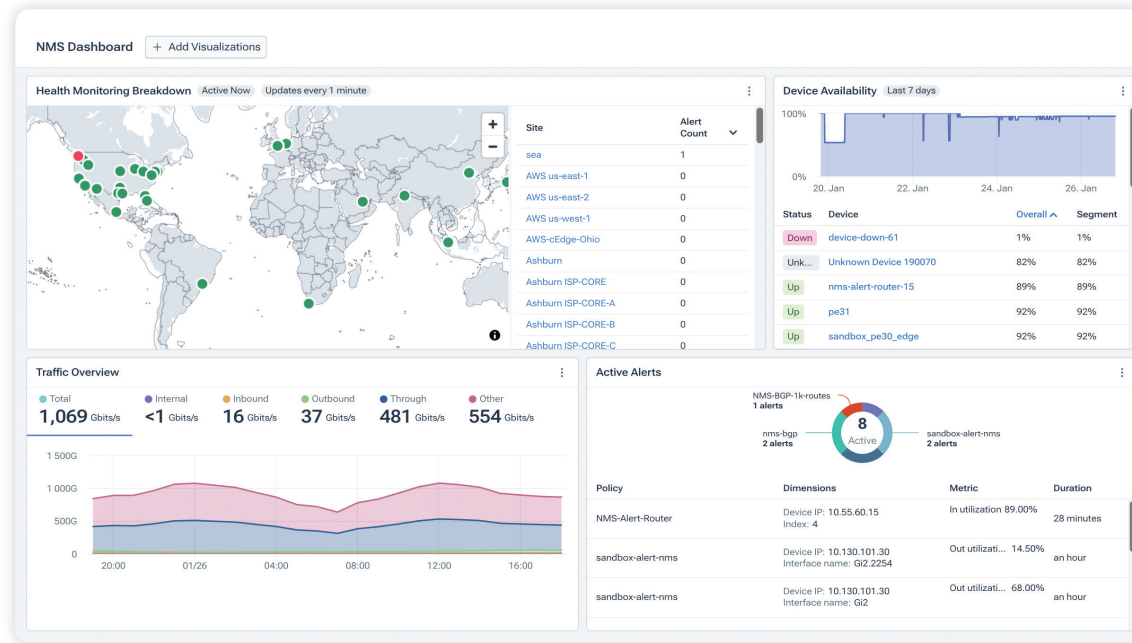 NMS Dashboard + Add Visualizations
Health Monitoring Breakdown Active Now Updates every 1 minute
+
−
Site Alert Count
sea 1
AWS us-east-1 0
AWS us-east-2 0
AWS us-west-1 0
AWS-cEdge-Ohio 0
Ashburn 0
Ashburn ISP-CORE 0
Ashburn ISP-CORE-A 0
Ashburn ISP-CORE-B 0
Ashburn ISP-CORE-C 0
Device Availability Last 7 days
100%
0%
20. Jan 22. Jan 24. Jan 26. Jan
Status Device Overall Segment
Down device-down-61 1% 1%
Unk... Unknown Device 190070 82% 82%
Up nms-alert-router-15 89% 89%
Up pe31 92% 92%
Up sandbox_pe30_edge 92% 92%
Traffic Overview
Total Internal Inbound Outbound Through Other
1,069 Gbits/s <1 Gbits/s 16 Gbits/s 37 Gbits/s 481 Gbits/s 554 Gbits/s
1 500G
1 000G
500G
0
20:00 01/26 04:00 08:00 12:00 16:00
Active Alerts
NMS-BGP-1k-routes
1 alerts
nms-bgp
2 alerts
8
Active
sandbox-alert-nms
2 alerts
Policy Dimensions Metric Duration
NMS-Alert-Router Device IP: 10.55.60.15 In utilization 89.00% 28 minutes
Index: 4
sandbox-alert-nms Device IP: 10.130.101.30 Out utilizati... 14.50% an hour
Interface name: Gi2.2254
sandbox-alert-nms Device IP: 10.130.101.30 Out utilizati... 68.00% an hour
Interface name: Gi2